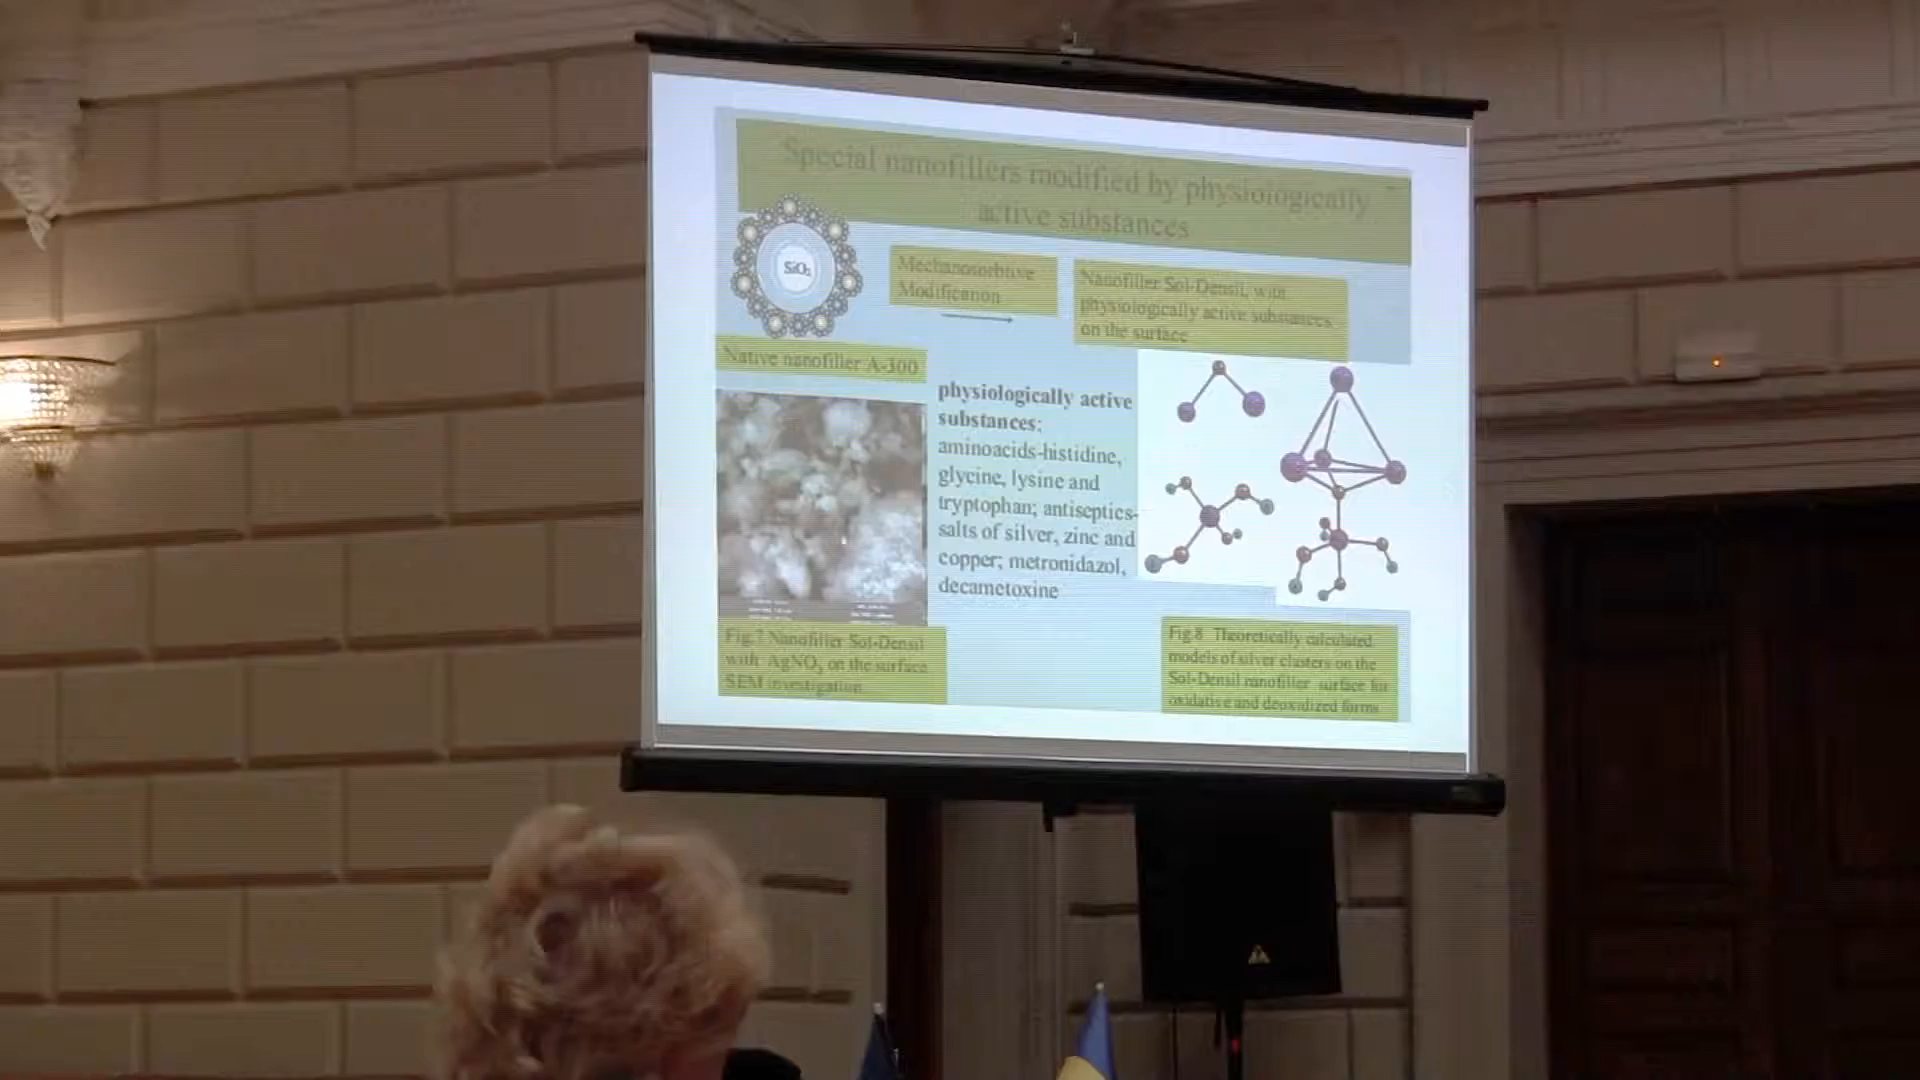 Special nanofillers modified by physiologically
active substances
SiO₂
Mechanosorbtive
Modification
Nanofiller Sol-Densil, with
physiologically active substances
on the surface
Native nanofiller A-300
physiologically active
substances:
aminoacids-histidine,
glycine, lysine and
tryptophan; antiseptics-
salts of silver, zinc and
copper; metronidazol,
decametoxine
Fig.7 Nanofiller Sol-Densil
with AgNO₃ on the surface
SEM investigation
Fig.8 Theoretically calculated
models of silver clusters on the
Sol-Densil nanofiller surface for
oxidative and deoxidized forms